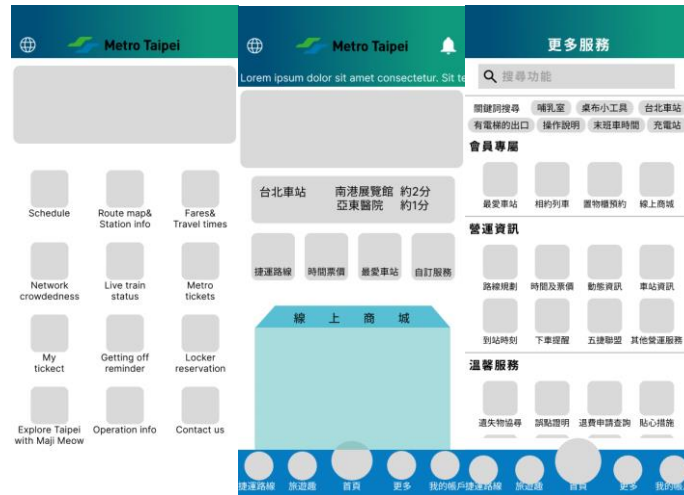 Metro Taipei
Schedule
Route map&
Station info
Fares&
Travel times
Network
crowdedness
Live train
status
Metro
tickets
My
tickect
Getting off
reminder
Locker
reservation
Explore Taipei
with Maji Meow
Operation info
Contact us
Metro Taipei
Lorem ipsum dolor sit amet consectetur. Sit te
台北車站 南港展覽館 約2分
亞東醫院 約1分
捷運路線 時間票價 最愛車站 自訂服務
線上商城
捷運路線 旅遊趣 首頁 更多 我的帳戶
更多服務
搜尋功能
關鍵詞搜尋 哺乳室 桌布小工具 台北車站
有電梯的出口 操作說明 末班車時間 充電站
會員專屬
最愛車站 相約列車 置物櫃預約 線上商城
營運資訊
路線規劃 時間及票價 動態資訊 車站資訊
到站時刻 下車提醒 五捷聯盟 其他營運服務
溫馨服務
遺失物協尋 誤點證明 退費申請查詢 貼心措施
捷運路線 旅遊趣 首頁 更多 我的帳